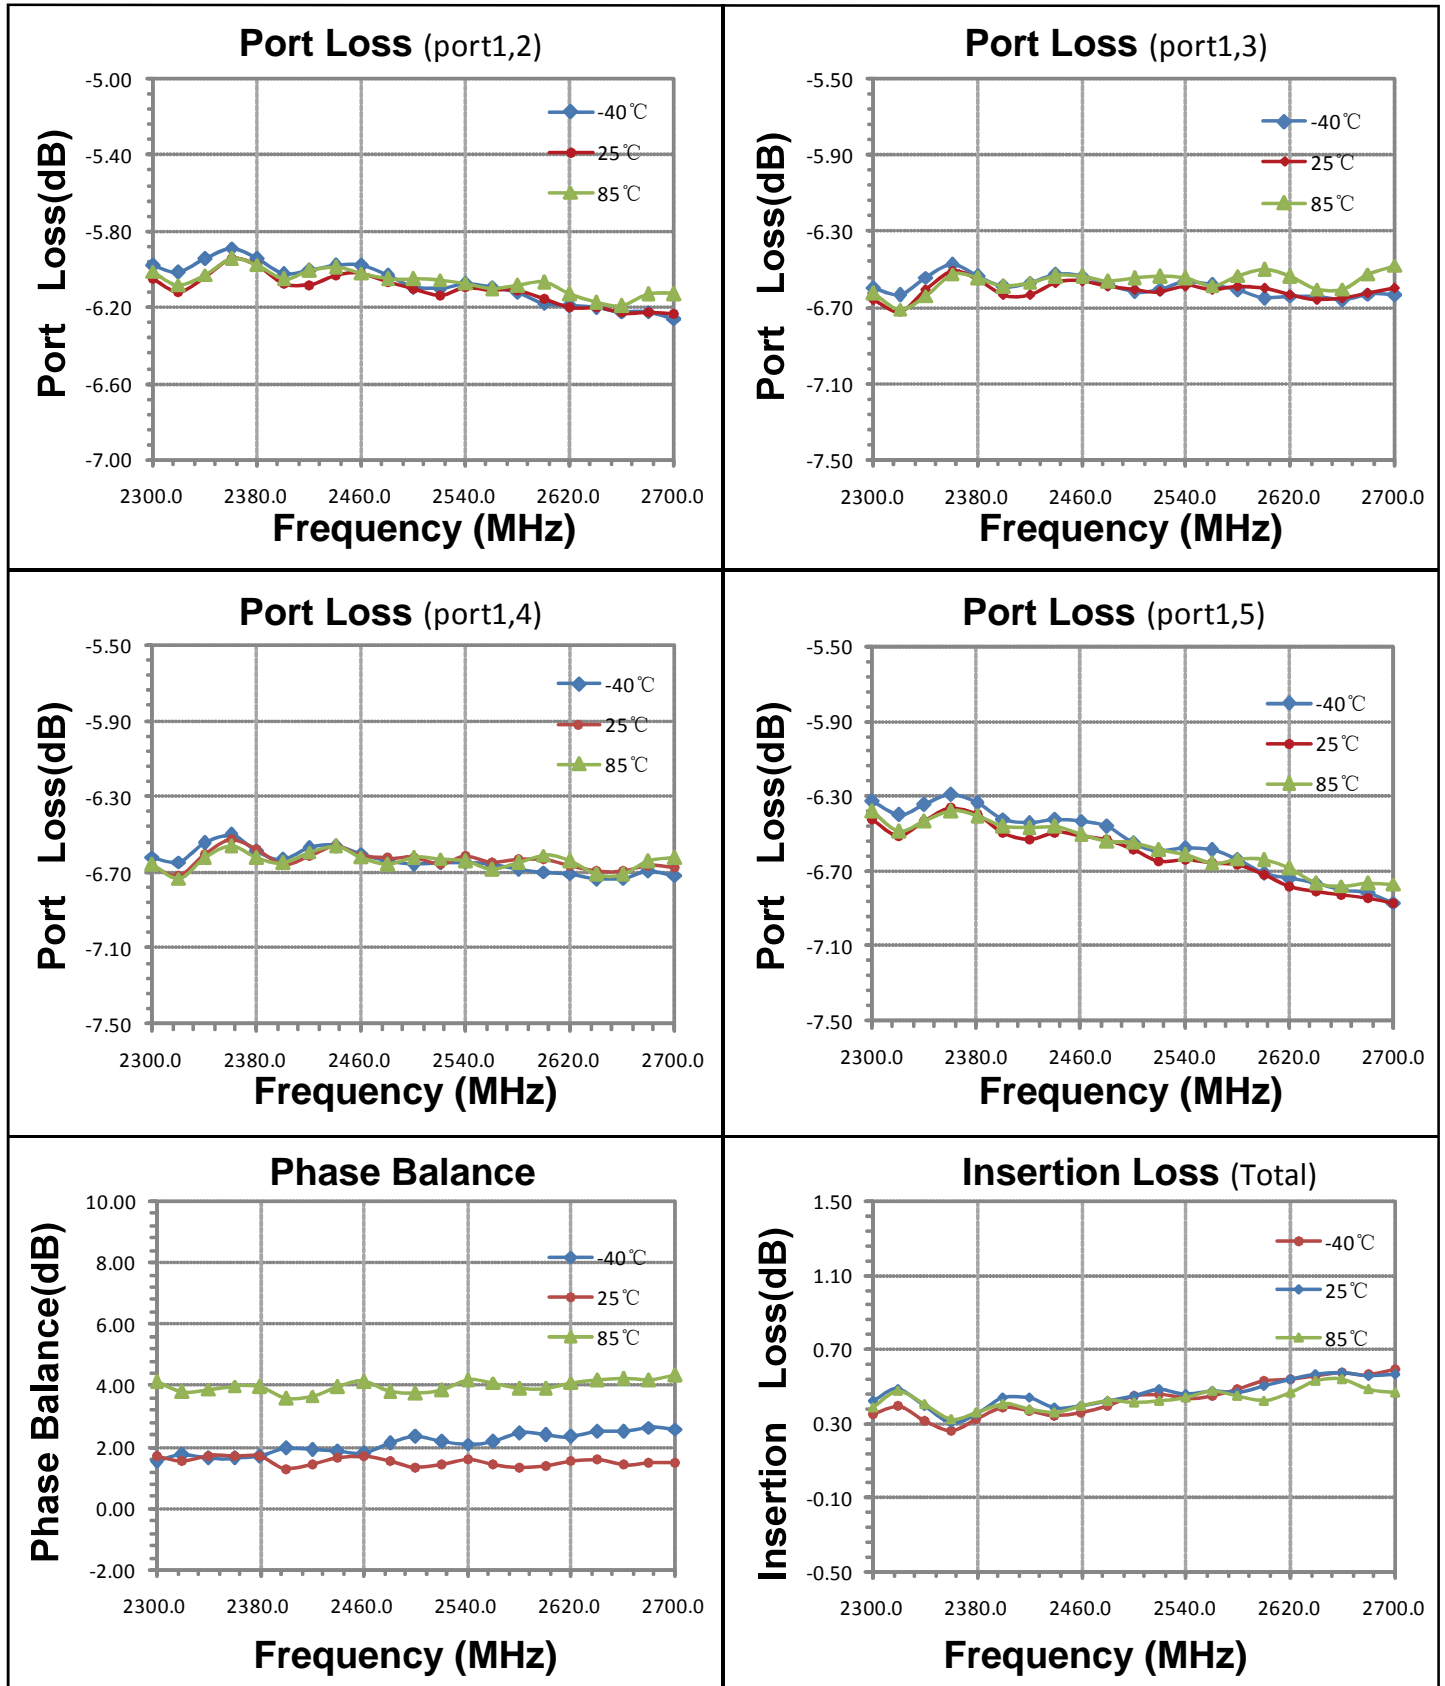 Port Loss (port1,2)
-5.00
-5.40
-5.80
-6.20
-6.60
-7.00
Port Loss(dB)
-40℃
25℃
85℃
2300.0 2380.0 2460.0 2540.0 2620.0 2700.0
Frequency (MHz)
Port Loss (port1,3)
-5.50
-5.90
-6.30
-6.70
-7.10
-7.50
Port Loss(dB)
-40℃
25℃
85℃
2300.0 2380.0 2460.0 2540.0 2620.0 2700.0
Frequency (MHz)
Port Loss (port1,4)
-5.50
-5.90
-6.30
-6.70
-7.10
-7.50
Port Loss(dB)
-40℃
25℃
85℃
2300.0 2380.0 2460.0 2540.0 2620.0 2700.0
Frequency (MHz)
Port Loss (port1,5)
-5.50
-5.90
-6.30
-6.70
-7.10
-7.50
Port Loss(dB)
-40℃
25℃
85℃
2300.0 2380.0 2460.0 2540.0 2620.0 2700.0
Frequency (MHz)
Phase Balance
10.00
8.00
6.00
4.00
2.00
0.00
-2.00
Phase Balance(dB)
-40℃
25℃
85℃
2300.0 2380.0 2460.0 2540.0 2620.0 2700.0
Frequency (MHz)
Insertion Loss (Total)
1.50
1.10
0.70
0.30
-0.10
-0.50
Insertion Loss(dB)
-40℃
25℃
85℃
2300.0 2380.0 2460.0 2540.0 2620.0 2700.0
Frequency (MHz)